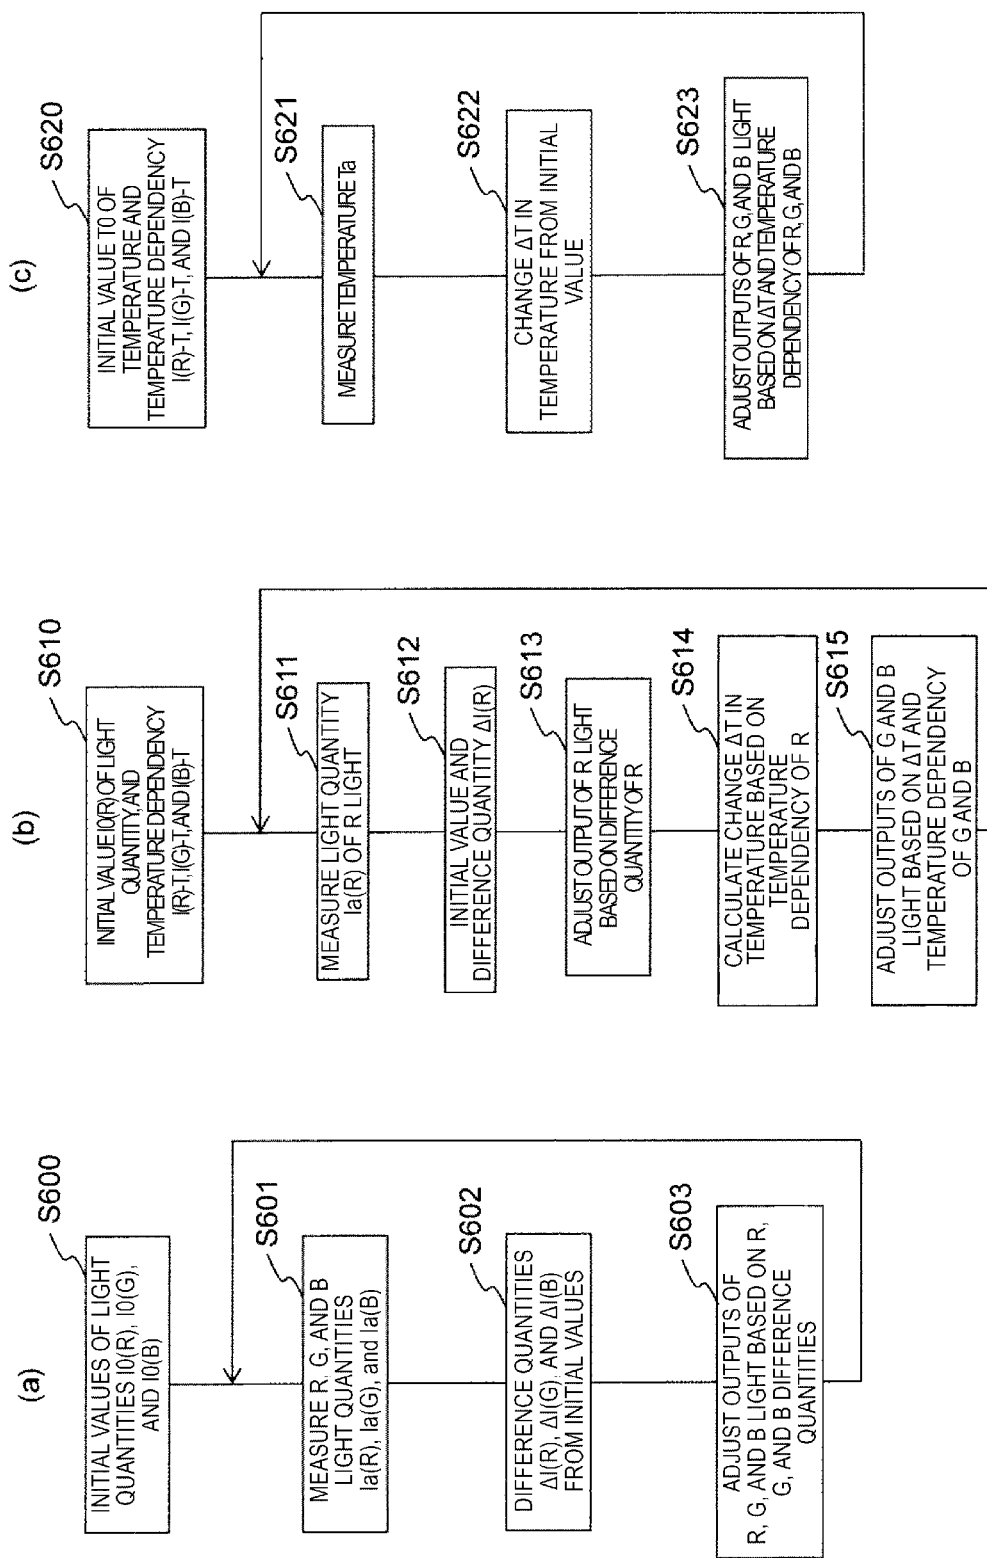 (a)
S600
INITIAL VALUES OF LIGHT
QUANTITIES I0(R), I0(G),
AND I0(B)
S601
MEASURE R, G, AND B
LIGHT QUANTITIES
Ia(R), Ia(G), and Ia(B)
S602
DIFFERENCE QUANTITIES
ΔI(R), ΔI(G), AND ΔI(B)
FROM INITIAL VALUES
S603
ADJUST OUTPUTS OF
R, G, AND B LIGHT BASED ON R,
G, AND B DIFFERENCE
QUANTITIES
(b)
S610
INITIAL VALUE I0(R) OF LIGHT
QUANTITY, AND
TEMPERATURE DEPENDENCY
I(R)-T, I(G)-T, AND I(B)-T
S611
MEASURE LIGHT QUANTITY
Ia(R) OF R LIGHT
S612
INITIAL VALUE AND
DIFFERENCE QUANTITY ΔI(R)
S613
ADJUST OUTPUT OF R LIGHT
BASED ON DIFFERENCE
QUANTITY OF R
S614
CALCULATE CHANGE ΔT IN
TEMPERATURE BASED ON
TEMPERATURE
DEPENDENCY OF R
S615
ADJUST OUTPUTS OF G AND B
LIGHT BASED ON ΔT AND
TEMPERATURE DEPENDENCY
OF G AND B
(c)
S620
INITIAL VALUE T0 OF
TEMPERATURE AND
TEMPERATURE DEPENDENCY
I(R)-T, I(G)-T, AND I(B)-T
S621
MEASURE TEMPERATURE Ta
S622
CHANGE ΔT IN
TEMPERATURE FROM INITIAL
VALUE
S623
ADJUST OUTPUTS OF R, G, AND B LIGHT
BASED ON ΔT AND TEMPERATURE
DEPENDENCY OF R, G, AND B